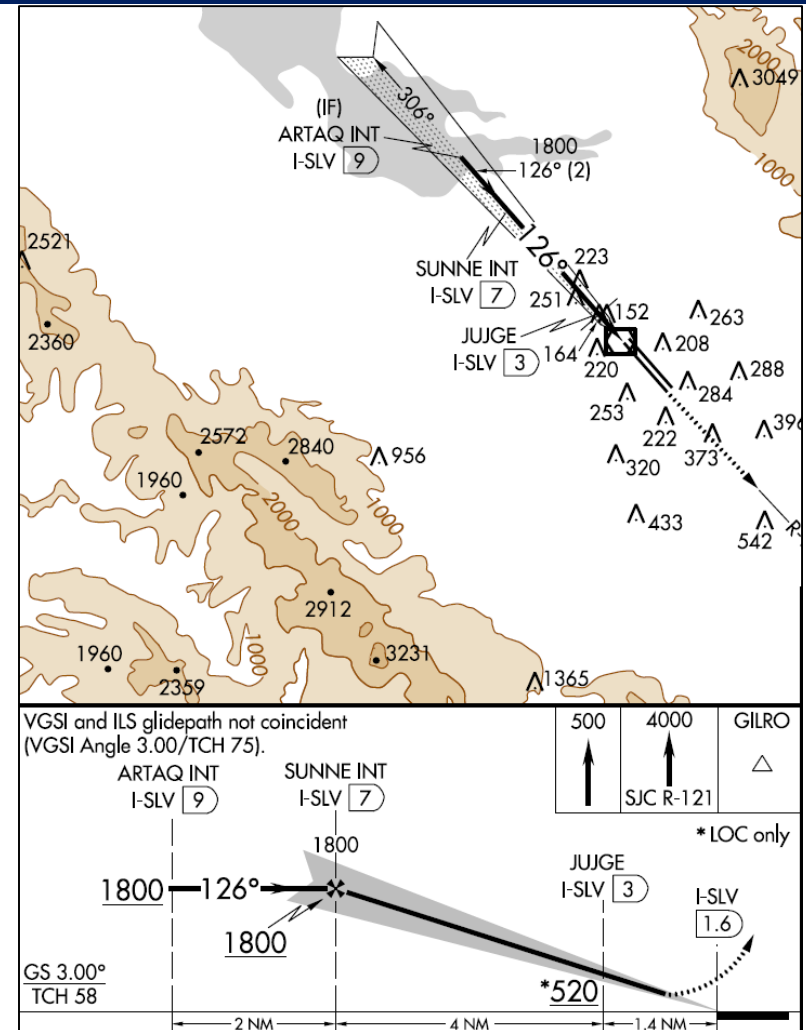 2000
3049
306°
(IF)
ARTAQ INT
I-SLV 9
1800
126° (2)
1000
126°
2521
SUNNE INT
I-SLV 7
223
251
152
263
2360
JUJGE
I-SLV 3
164
220
208
288
284
253
222
396
373
2572
2840
956
320
1960
2000
1000
433
542
R-
2912
1000
3231
1960
2359
1365
VGSI and ILS glidepath not coincident
(VGSI Angle 3.00/TCH 75).
500
4000
SJC R-121
GILRO
ARTAQ INT
I-SLV 9
SUNNE INT
I-SLV 7
* LOC only
1800
JUJGE
I-SLV 3
I-SLV
1.6
1800
126°
1800
GS 3.00°
TCH 58
*520
2 NM
4 NM
1.4 NM